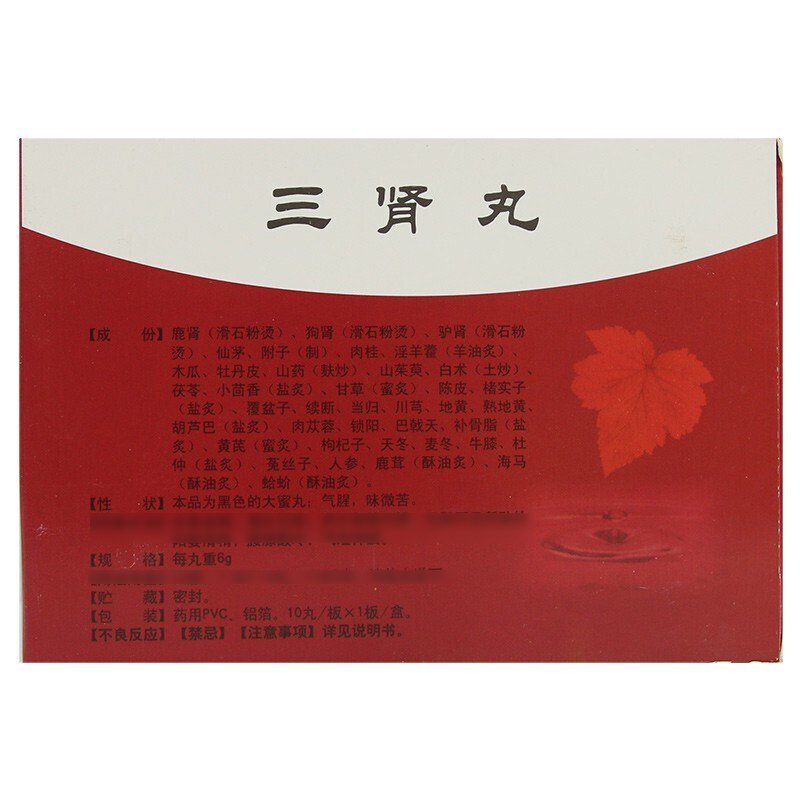 三肾丸
【成　份】鹿肾（滑石粉烫）、狗肾（滑石粉烫）、驴肾（滑石粉
烫）、仙茅、附子（制）、肉桂、淫羊藿（羊油炙）、
木瓜、牡丹皮、山药（麸炒）、山茱萸、白术（土炒）、
茯苓、小茴香（盐炙）、甘草（蜜炙）、陈皮、楮实子
（盐炙）、覆盆子、续断、当归、川芎、地黄、熟地黄、
胡芦巴（盐炙）、肉苁蓉、锁阳、巴戟天、补骨脂（盐
炙）、黄芪（蜜炙）、枸杞子、天冬、麦冬、牛膝、杜
仲（盐炙）、菟丝子、人参、鹿茸（酥油炙）、海马
（酥油炙）、蛤蚧（酥油炙）。
【性　状】本品为黑色的大蜜丸；气腥，味微苦。
【规　格】每丸重6g
【贮　藏】密封。
【包　装】药用PVC、铝箔。10丸/板×1板/盒。
【不良反应】【禁忌】【注意事项】详见说明书。